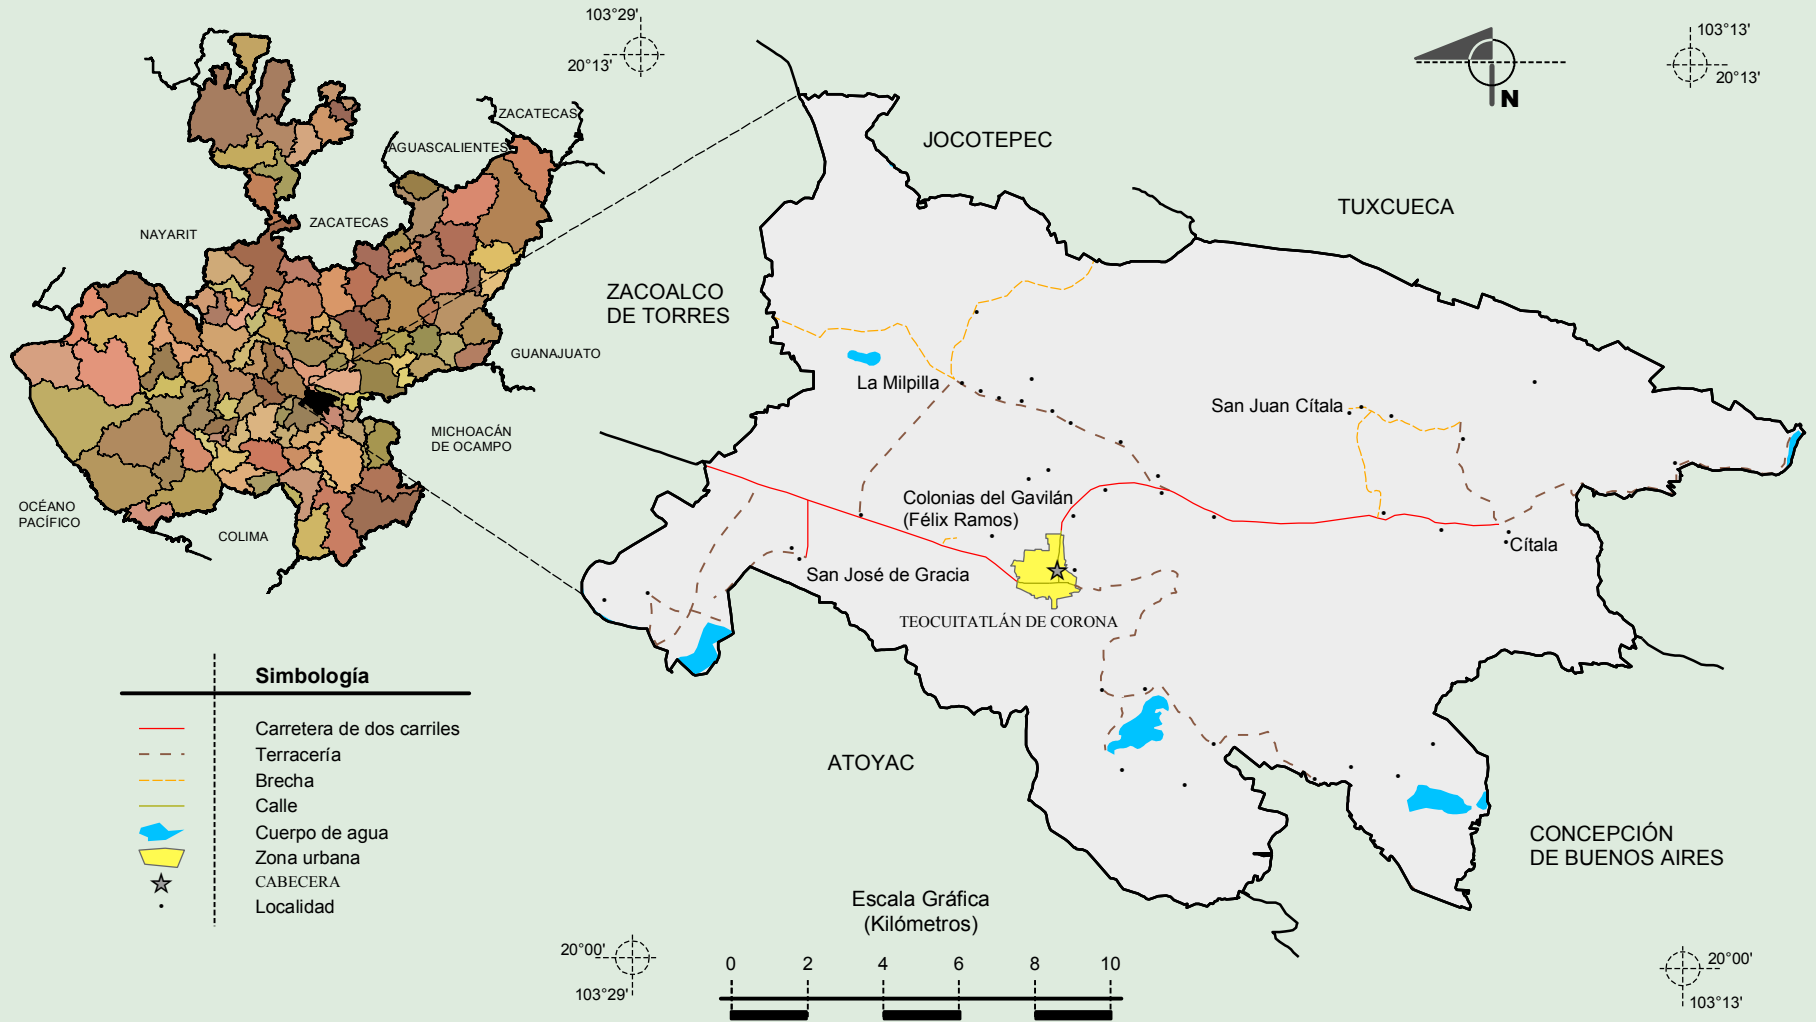 103°29'
20°13'
103°13'
20°13'
N
ZACATECAS
AGUASCALIENTES
NAYARIT
ZACATECAS
GUANAJUATO
MICHOACÁN
DE OCAMPO
OCÉANO
PACÍFICO
COLIMA
JOCOTEPEC
TUXCUECA
ZACOALCO
DE TORRES
La Milpilla
San Juan Cítala
Colonias del Gavilán
(Félix Ramos)
Cítala
San José de Gracia
TEOCUITATLÁN DE CORONA
ATOYAC
CONCEPCIÓN
DE BUENOS AIRES
Simbología
Carretera de dos carriles
Terracería
Brecha
Calle
Cuerpo de agua
Zona urbana
CABECERA
Localidad
Escala Gráfica
(Kilómetros)
0 2 4 6 8 10
20°00'
103°29'
20°00'
103°13'